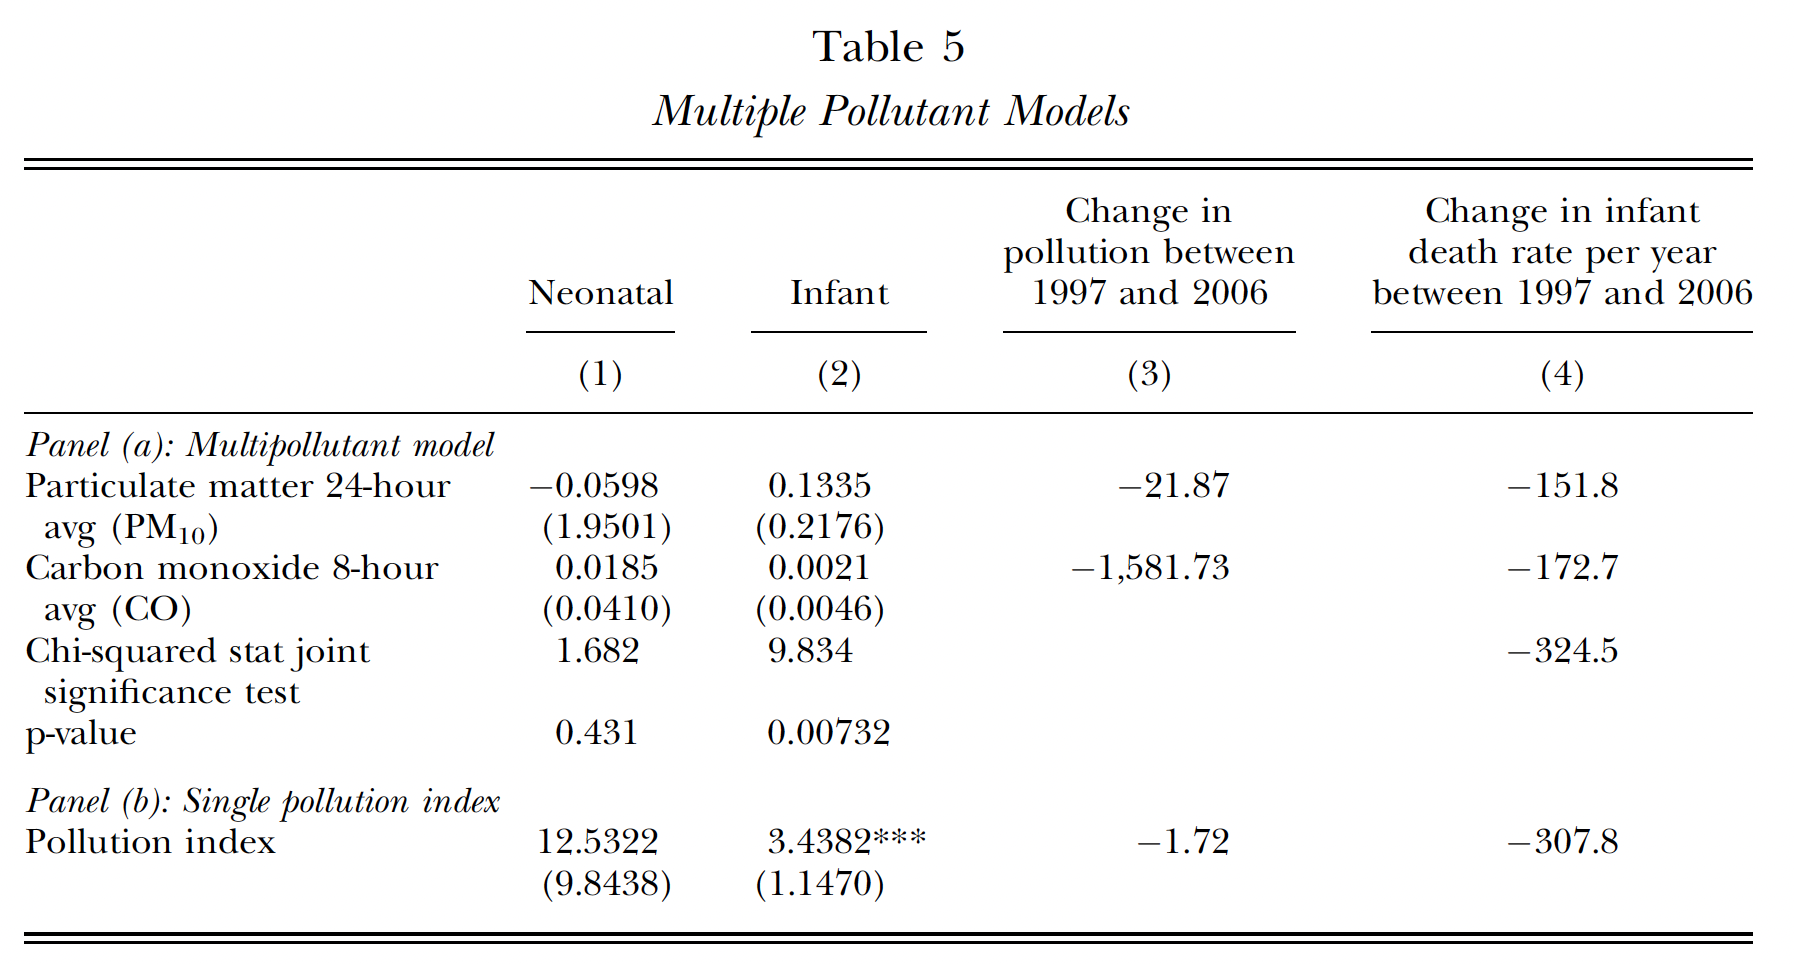 Table 5
Multiple Pollutant Models
Neonatal Infant Change in pollution between 1997 and 2006 Change in infant death rate per year between 1997 and 2006
(1) (2) (3) (4)
Panel (a): Multipollutant model
Particulate matter 24-hour −0.0598 0.1335 −21.87 −151.8
avg (PM₁₀) (1.9501) (0.2176)
Carbon monoxide 8-hour 0.0185 0.0021 −1,581.73 −172.7
avg (CO) (0.0410) (0.0046)
Chi-squared stat joint 1.682 9.834 −324.5
significance test
p-value 0.431 0.00732
Panel (b): Single pollution index
Pollution index 12.5322 3.4382*** −1.72 −307.8
(9.8438) (1.1470)